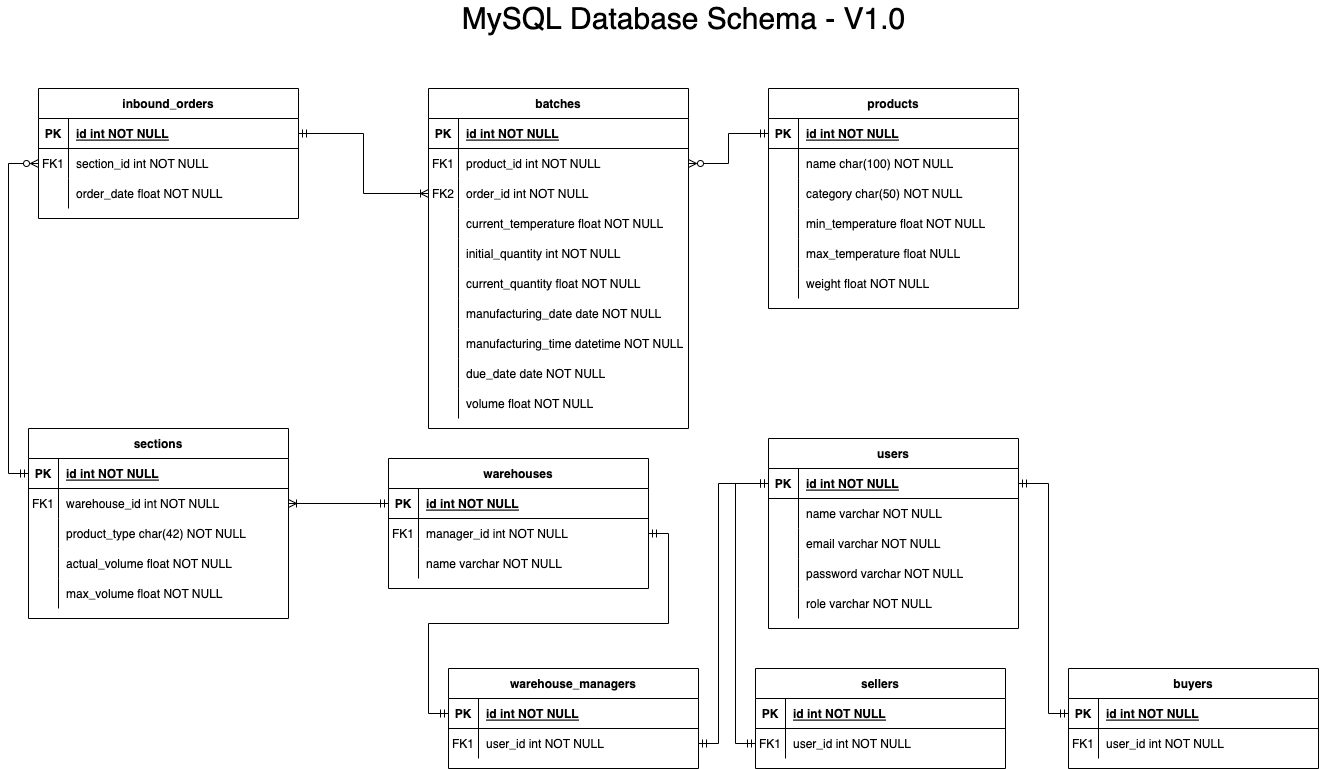 MySQL Database Schema - V1.0
inbound_orders
PK id int NOT NULL
FK1 section_id int NOT NULL
order_date float NOT NULL
batches
PK id int NOT NULL
FK1 product_id int NOT NULL
FK2 order_id int NOT NULL
current_temperature float NOT NULL
initial_quantity int NOT NULL
current_quantity float NOT NULL
manufacturing_date date NOT NULL
manufacturing_time datetime NOT NULL
due_date date NOT NULL
volume float NOT NULL
products
PK id int NOT NULL
name char(100) NOT NULL
category char(50) NOT NULL
min_temperature float NOT NULL
max_temperature float NULL
weight float NOT NULL
sections
PK id int NOT NULL
FK1 warehouse_id int NOT NULL
product_type char(42) NOT NULL
actual_volume float NOT NULL
max_volume float NOT NULL
warehouses
PK id int NOT NULL
FK1 manager_id int NOT NULL
name varchar NOT NULL
users
PK id int NOT NULL
name varchar NOT NULL
email varchar NOT NULL
password varchar NOT NULL
role varchar NOT NULL
warehouse_managers
PK id int NOT NULL
FK1 user_id int NOT NULL
sellers
PK id int NOT NULL
FK1 user_id int NOT NULL
buyers
PK id int NOT NULL
FK1 user_id int NOT NULL